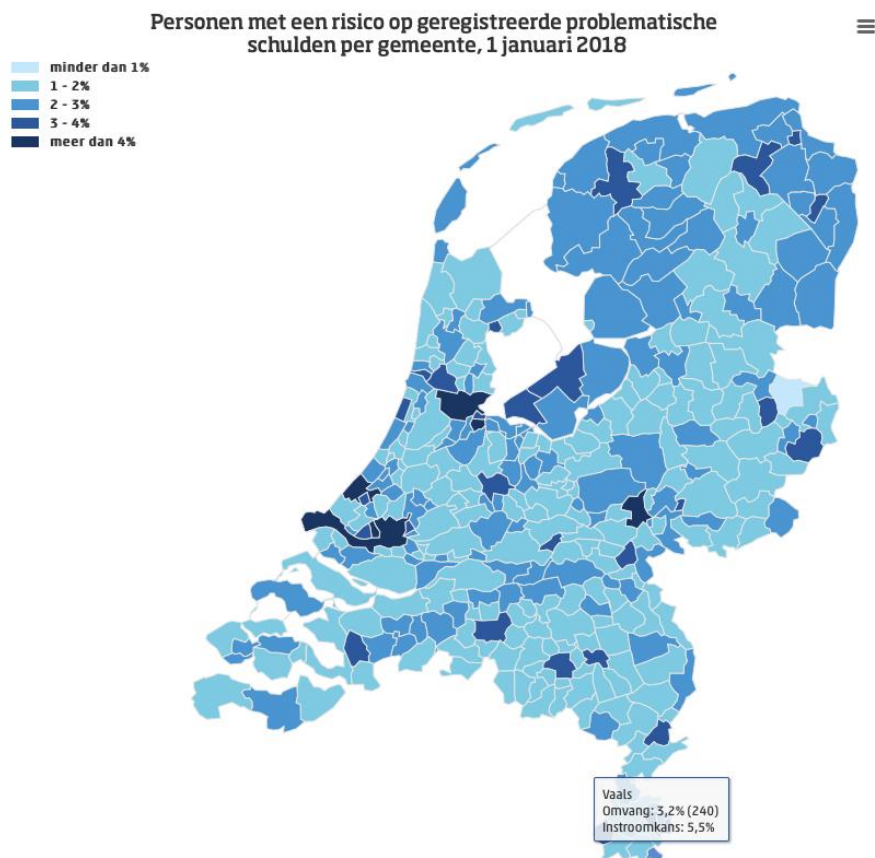 Personen met een risico op geregistreerde problematische
schulden per gemeente, 1 januari 2018
minder dan 1%
1 - 2%
2 - 3%
3 - 4%
meer dan 4%
Vaals
Omvang: 3,2% (240)
Instroomkans: 5,5%